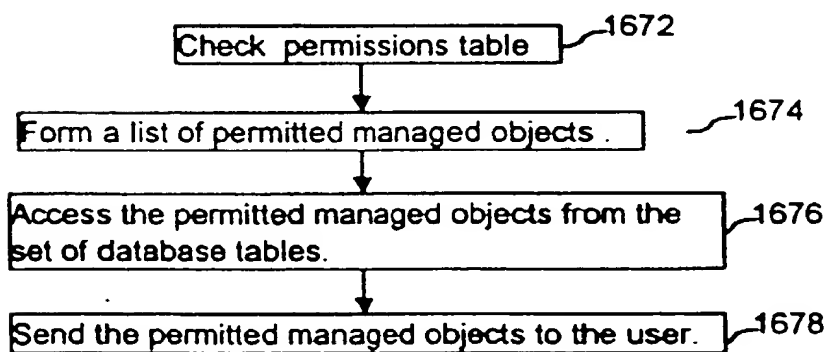 Check permissions table
1672
Form a list of permitted managed objects .
1674
Access the permitted managed objects from the
set of database tables.
1676
Send the permitted managed objects to the user.
1678